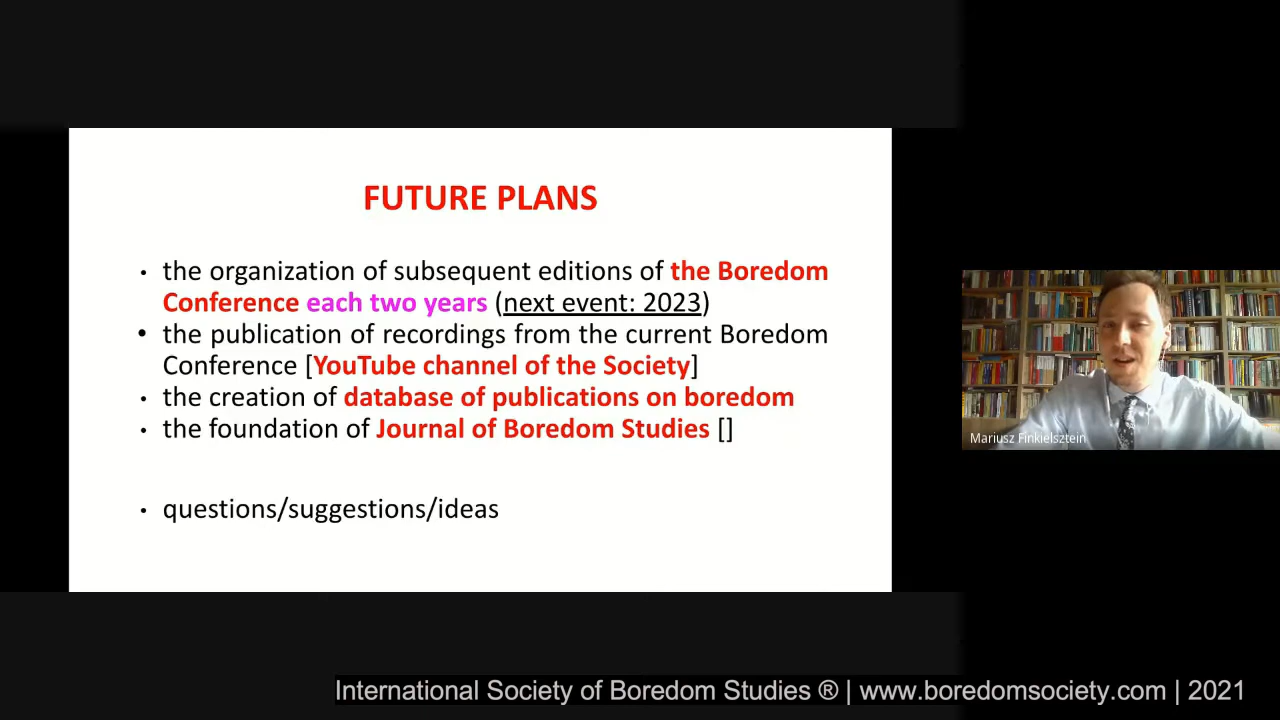 FUTURE PLANS
• the organization of subsequent editions of the Boredom
Conference each two years (next event: 2023)
• the publication of recordings from the current Boredom
Conference [YouTube channel of the Society]
• the creation of database of publications on boredom
• the foundation of Journal of Boredom Studies []
• questions/suggestions/ideas
Mariusz Finkielsztein
International Society of Boredom Studies ® | www.boredomsociety.com | 2021